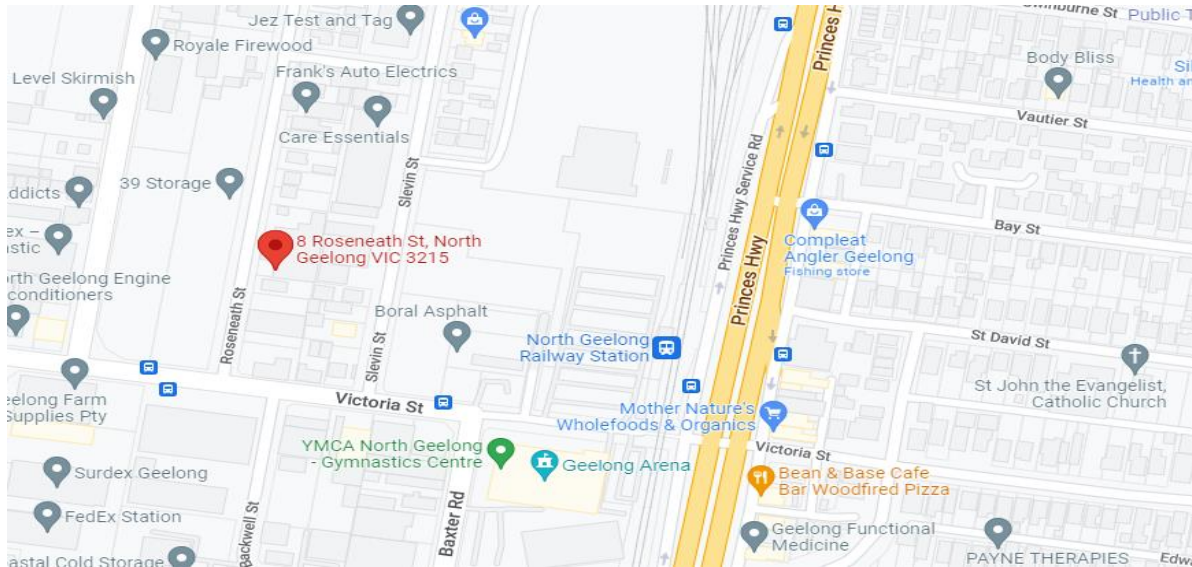 Swinburne St
Public T
Jez Test and Tag
Royale Firewood
Princes H
Body Bliss
Sil
Health an
Level Skirmish
Frank's Auto Electrics
Care Essentials
Vautier St
Princes Hwy Service Rd
39 Storage
Slevin St
ddicts
ex –
astic
8 Roseneath St, North
Geelong VIC 3215
Compleat
Angler Geelong
Fishing store
Bay St
Princes Hwy
orth Geelong Engine
conditioners
Boral Asphalt
Roseneath St
Slevin St
North Geelong
Railway Station
St David St
St John the Evangelist,
Catholic Church
eelong Farm
Supplies Pty
Victoria St
Mother Nature's
Wholefoods & Organics
YMCA North Geelong
- Gymnastics Centre
Geelong Arena
Victoria St
Surdex Geelong
Bean & Base Cafe
Bar Woodfired Pizza
FedEx Station
Backwell St
Baxter Rd
Geelong Functional
Medicine
PAYNE THERAPIES
Edw
oastal Cold Storage